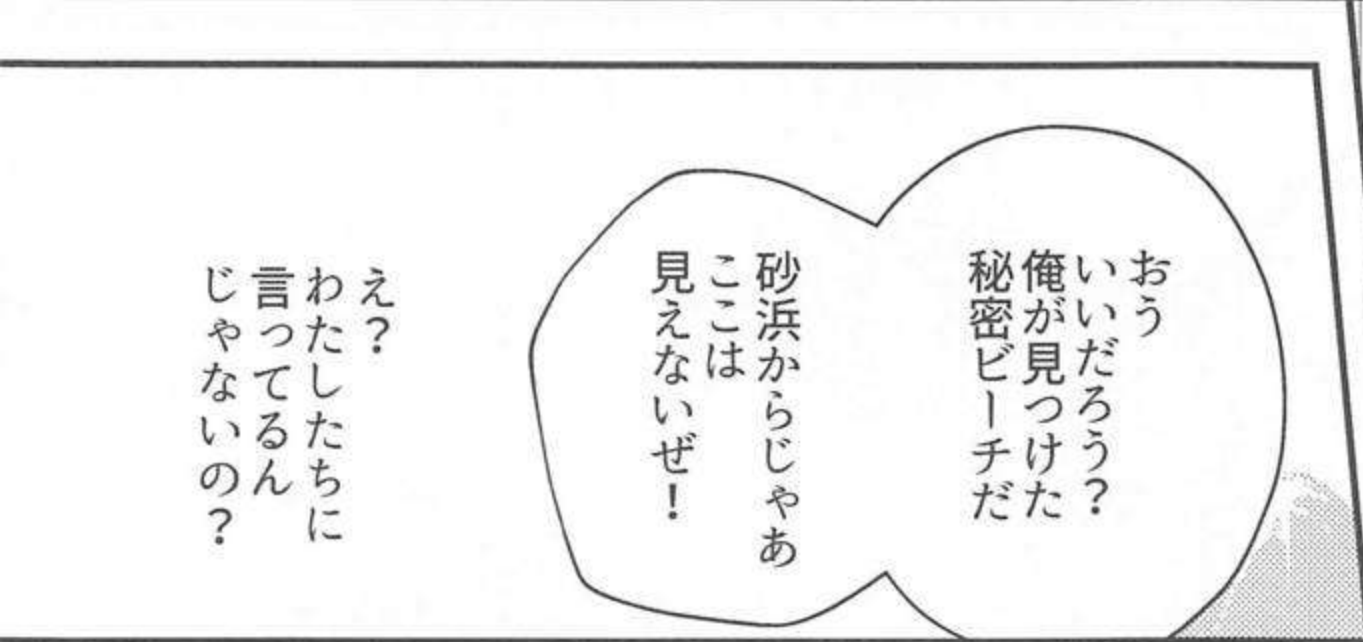 おう
いいだろう？
俺が見つけた
秘密ビーチだ
砂浜からじゃあ
ここは
見えないぜ！
え？
わたしたちに
言ってるん
じゃないの？